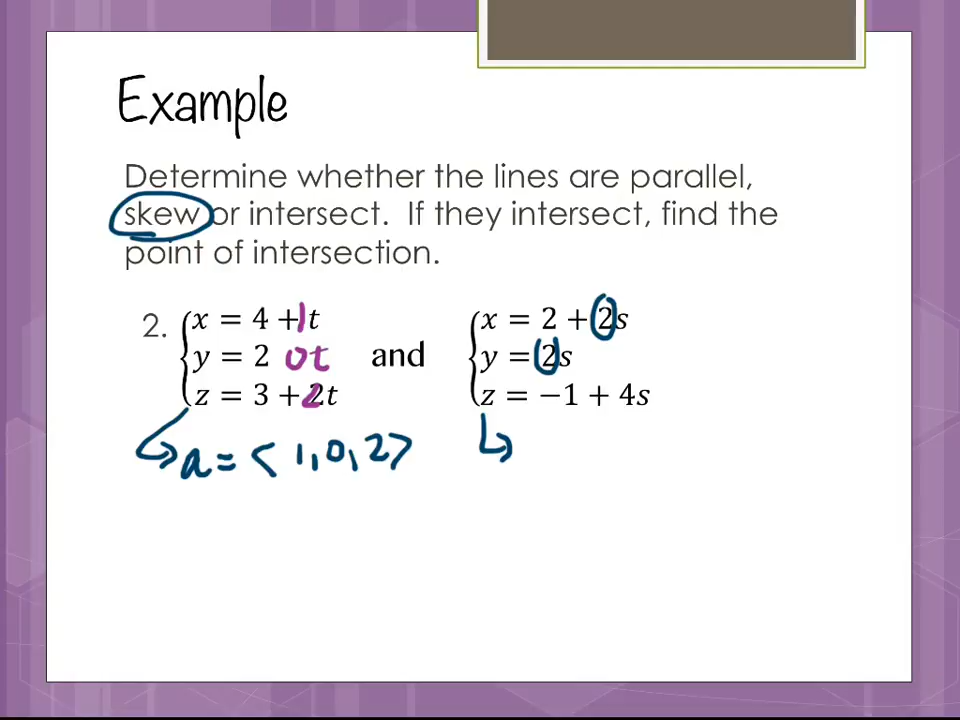 Example
Determine whether the lines are parallel,
skew or intersect. If they intersect, find the
point of intersection.
2. x = 4 + 1t
y = 2 0t
z = 3 + 2t
and
x = 2 + 2s
y = 2s
z = −1 + 4s
a = < 1, 0, 2>